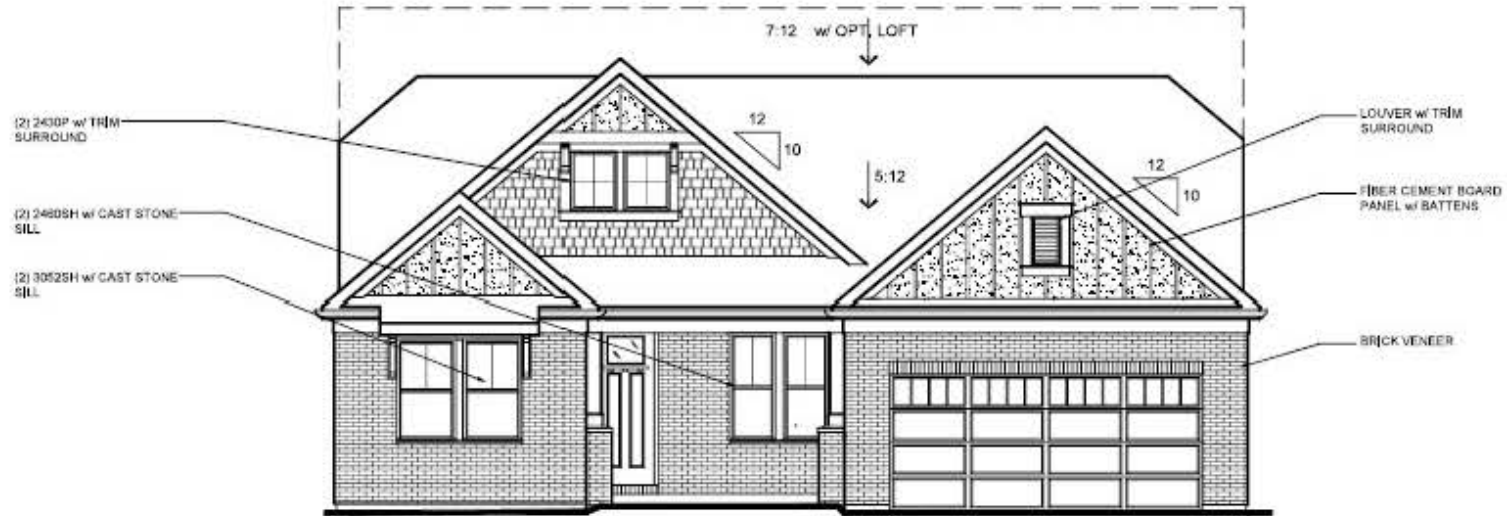 7:12 w/ OPT. LOFT
(2) 2430P w/ TRIM
SURROUND
12
10
LOUVER w/ TRIM
SURROUND
5:12
12
10
FIBER CEMENT BOARD
PANEL w/ BATTENS
(2) 2460SH w/ CAST STONE
SILL
(2) 3052SH w/ CAST STONE
SILL
BRICK VENEER